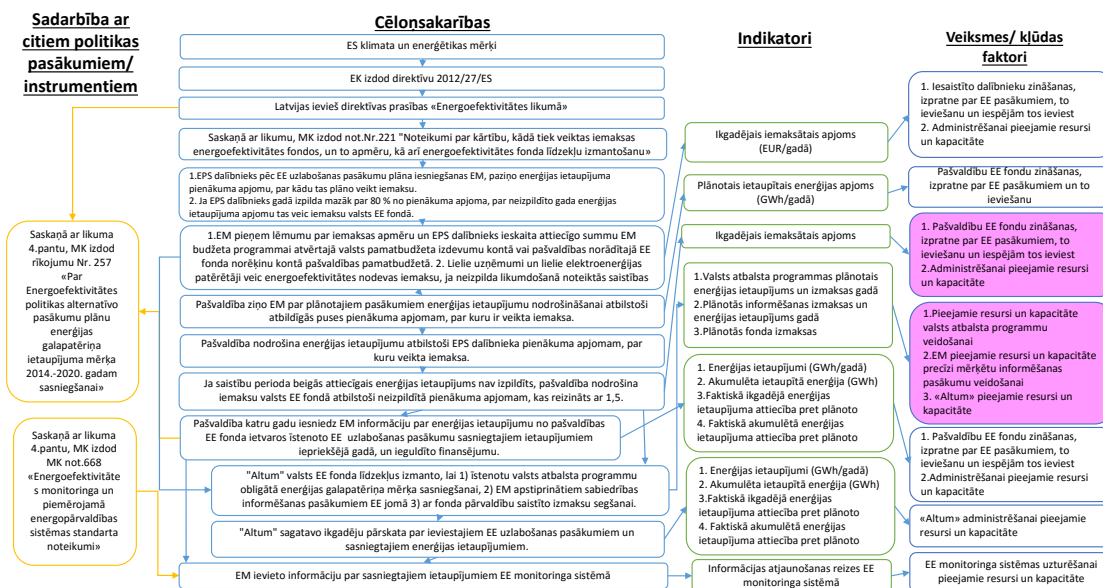 Sadarbība ar
citiem politikas
pasākumiem/
instrumentiem
Saskaņā ar likuma
4.pantu, MK izdod
rīkojumu Nr. 257
«Par
Energoefektivitātes
politikas alternatīvo
pasākumu plānu
enerģijas
galapatēriņa
ietaupījuma mērķa
2014.-2020. gadam
sasniegšanai»
Saskaņā ar likuma
4.pantu, MK izdod
MK not.668
«Energoefektivitāte
s monitoringa un
piemērojamā
energopārvaldības
sistēmas standarta
noteikumi»
Cēloņsakarības
ES klimata un enerģētikas mērķi
EK izdod direktīvu 2012/27/ES
Latvijas ievieš direktīvas prasības «Energoefektivitātes likumā»
Saskaņā ar likumu, MK izdod not.Nr.221 "Noteikumi par kārtību, kādā tiek veiktas iemaksas
energoefektivitātes fondos, un to apmēru, kā arī energoefektivitātes fonda līdzekļu izmantošanu»
1.EPS dalībnieks pēc EE uzlabošanas pasākumu plāna iesniegšanas EM, paziņo enerģijas ietaupījuma
pienākuma apjomu, par kādu tas plāno veikt iemaksu.
2. Ja EPS dalībnieks gadā izpilda mazāk par 80 % no pienākuma apjoma, par neizpildīto gada enerģijas
ietaupījuma apjomu tas veic iemaksu valsts EE fondā.
1.EM pieņem lēmumu par iemaksas apmēru un EPS dalībnieks ieskaita attiecīgo summu EM
budžeta programmai atvērtajā valsts pamatbudžeta izdevumu kontā vai pašvaldības norādītajā EE
fonda norēķinu kontā pašvaldības pamatbudžetā. 2. Lielie uzņēmumi un lielie elektroenerģijas
patērētāji veic energoefektivitātes nodevas iemaksu, ja neizpilda likumdošanā noteiktās saistības
Pašvaldība ziņo EM par plānotajiem pasākumiem enerģijas ietaupījumu nodrošināšanai atbilstoši
atbildīgās puses pienākuma apjomam, par kuru ir veikta iemaksa.
Pašvaldība nodrošina enerģijas ietaupījumu atbilstoši EPS dalībnieka pienākuma apjomam, par
kuru veikta iemaksa.
Ja saistību perioda beigās attiecīgais enerģijas ietaupījums nav izpildīts, pašvaldība nodrošina
iemaksu valsts EE fondā atbilstoši neizpildītā pienākuma apjomam, kas reizināts ar 1,5.
Pašvaldība katru gadu iesniedz EM informāciju par enerģijas ietaupījumu no pašvaldības
EE fonda ietvaros īstenoto EE uzlabošanas pasākumu sasniegtajiem ietaupījumiem
iepriekšējā gadā, un ieguldīto finansējumu.
"Altum" valsts EE fonda līdzekļus izmanto, lai 1) īstenotu valsts atbalsta programmu
obligātā enerģijas galapatēriņa mērķa sasniegšanai, 2) EM apstiprinātiem sabiedrības
informēšanas pasākumiem EE jomā 3) ar fonda pārvaldību saistīto izmaksu segšanai.
"Altum" sagatavo ikgadēju pārskata par ieviestajiem EE uzlabošanas pasākumiem un
sasniegtajiem enerģijas ietaupījumiem.
EM ievieto informāciju par sasniegtajiem ietaupījumiem EE monitoringa sistēmā
Indikatori
Ikgadējais iemaksātais apjoms
(EUR/gadā)
Plānotais ietaupītais enerģijas apjoms
(GWh/gadā)
Ikgadējais iemaksātais apjoms
1.Valsts atbalsta programmas plānotais
enerģijas ietaupījums un izmaksas gadā
2.Plānotās informēšanas izmaksas un
enerģijas ietaupījums gadā
3.Plānotās fonda izmaksas
1. Enerģijas ietaupījumi (GWh/gadā)
2. Akumulēta ietaupītā enerģija (GWh)
3.Faktiskā ikgadējā enerģijas
ietaupījuma attiecība pret plānoto
4. Faktiskā akumulētā enerģijas
ietaupījuma attiecība pret plānoto
1. Enerģijas ietaupījumi (GWh/gadā)
2. Akumulēta ietaupītā enerģija (GWh)
3.Faktiskā ikgadējā enerģijas
ietaupījuma attiecība pret plānoto
4. Faktiskā akumulētā enerģijas
ietaupījuma attiecība pret plānoto
Informācijas atjaunošanas reizes EE
monitoringa sistēmā
Veiksmes/ kļūdas
faktori
1. Iesaistīto dalībnieku zināšanas,
izpratne par EE pasākumiem, to
ieviešanu un iespējām tos ieviest
2. Administrēšanai pieejamie resursi
un kapacitāte
Pašvaldību EE fondu zināšanas,
izpratne par EE pasākumiem un to
ieviešanu
1. Pašvaldību EE fondu zināšanas,
izpratne par EE pasākumiem, to
ieviešanu un iespējām tos ieviest
2.Administrēšanai pieejamie resursi
un kapacitāte
1.Pieejamie resursi un kapacitāte
valsts atbalsta programmu
veidošanai
2.EM pieejamie resursi un kapacitāte
precīzi mērķētu informēšanas
pasākumu veidošanai
3. «Altum» pieejamie resursi un
kapacitāte
1. Pašvaldību EE fondu zināšanas,
izpratne par EE pasākumiem, to
ieviešanu un iespējām tos ieviest
2.Administrēšanai pieejamie resursi
un kapacitāte
«Altum» administrēšanai pieejamie
resursi un kapacitāte
EE monitoringa sistēmas uzturēšanai
pieejamie resursi un kapacitāte